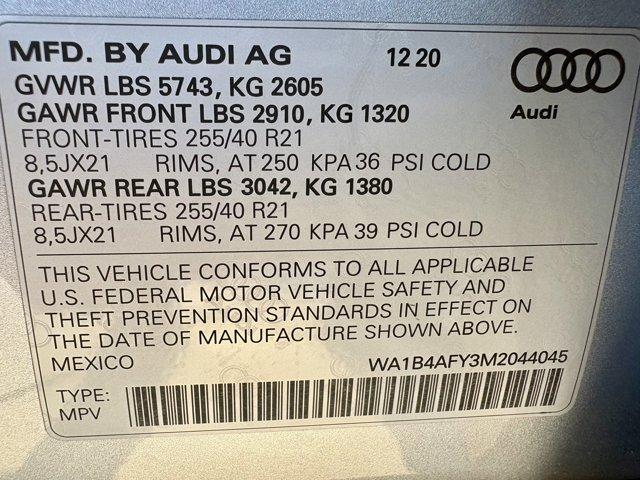 MFD. BY AUDI AG 12 20
GVWR LBS 5743, KG 2605
GAWR FRONT LBS 2910, KG 1320
Audi
FRONT-TIRES 255/40 R21
8,5JX21 RIMS, AT 250 KPA 36 PSI COLD
GAWR REAR LBS 3042, KG 1380
REAR-TIRES 255/40 R21
8,5JX21 RIMS, AT 270 KPA 39 PSI COLD
THIS VEHICLE CONFORMS TO ALL APPLICABLE
U.S. FEDERAL MOTOR VEHICLE SAFETY AND
THEFT PREVENTION STANDARDS IN EFFECT ON
THE DATE OF MANUFACTURE SHOWN ABOVE.
MEXICO WA1B4AFY3M2044045
TYPE:
MPV